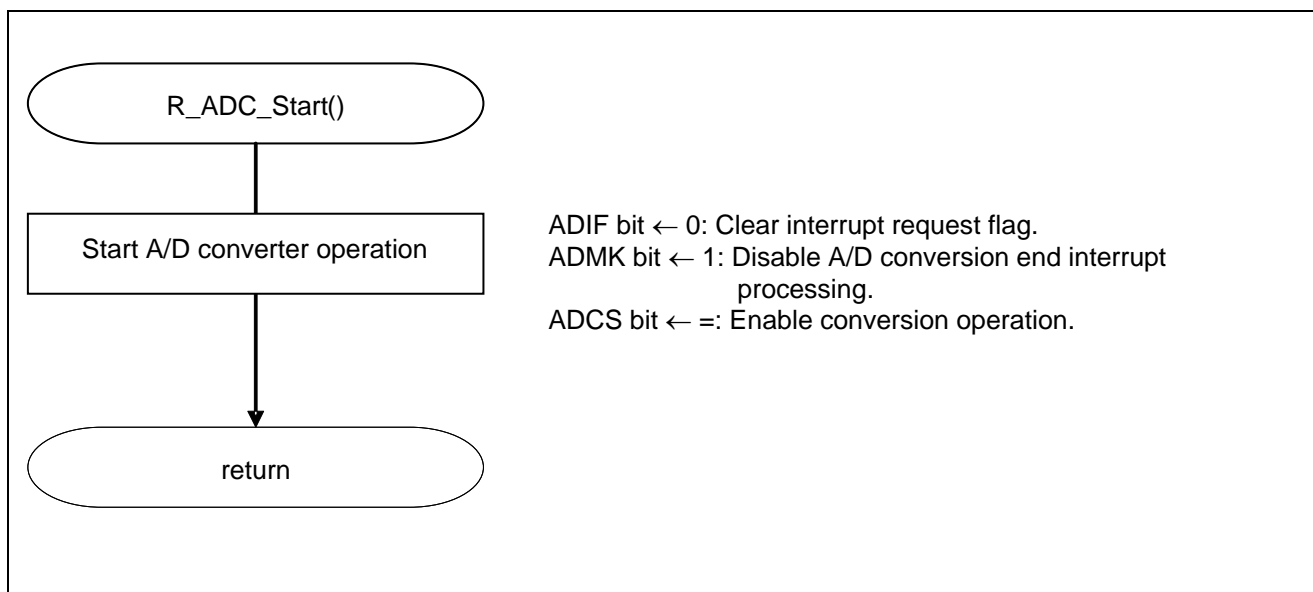 R_ADC_Start()
Start A/D converter operation
ADIF bit ← 0: Clear interrupt request flag.
ADMK bit ← 1: Disable A/D conversion end interrupt
processing.
ADCS bit ← =: Enable conversion operation.
return